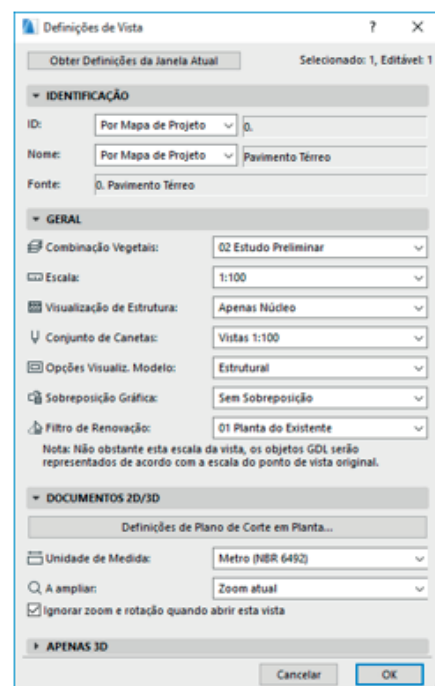 Definições de Vista ? ×
Obter Definições da Janela Atual Selecionado: 1, Editável: 1
IDENTIFICAÇÃO
ID: Por Mapa de Projeto 0.
Nome: Por Mapa de Projeto Pavimento Térreo
Fonte: 0. Pavimento Térreo
GERAL
Combinação Vegetais: 02 Estudo Preliminar
Escala: 1:100
Visualização de Estrutura: Apenas Núcleo
Conjunto de Canetas: Vistas 1:100
Opções Visualiz. Modelo: Estrutural
Sobreposição Gráfica: Sem Sobreposição
Filtro de Renovação: 01 Planta do Existente
Nota: Não obstante esta escala da vista, os objetos GDL serão
representados de acordo com a escala do ponto de vista original.
DOCUMENTOS 2D/3D
Definições de Plano de Corte em Planta...
Unidade de Medida: Metro (NBR 6492)
A ampliar: Zoom atual
Ignorar zoom e rotação quando abrir esta vista
APENAS 3D
Cancelar OK